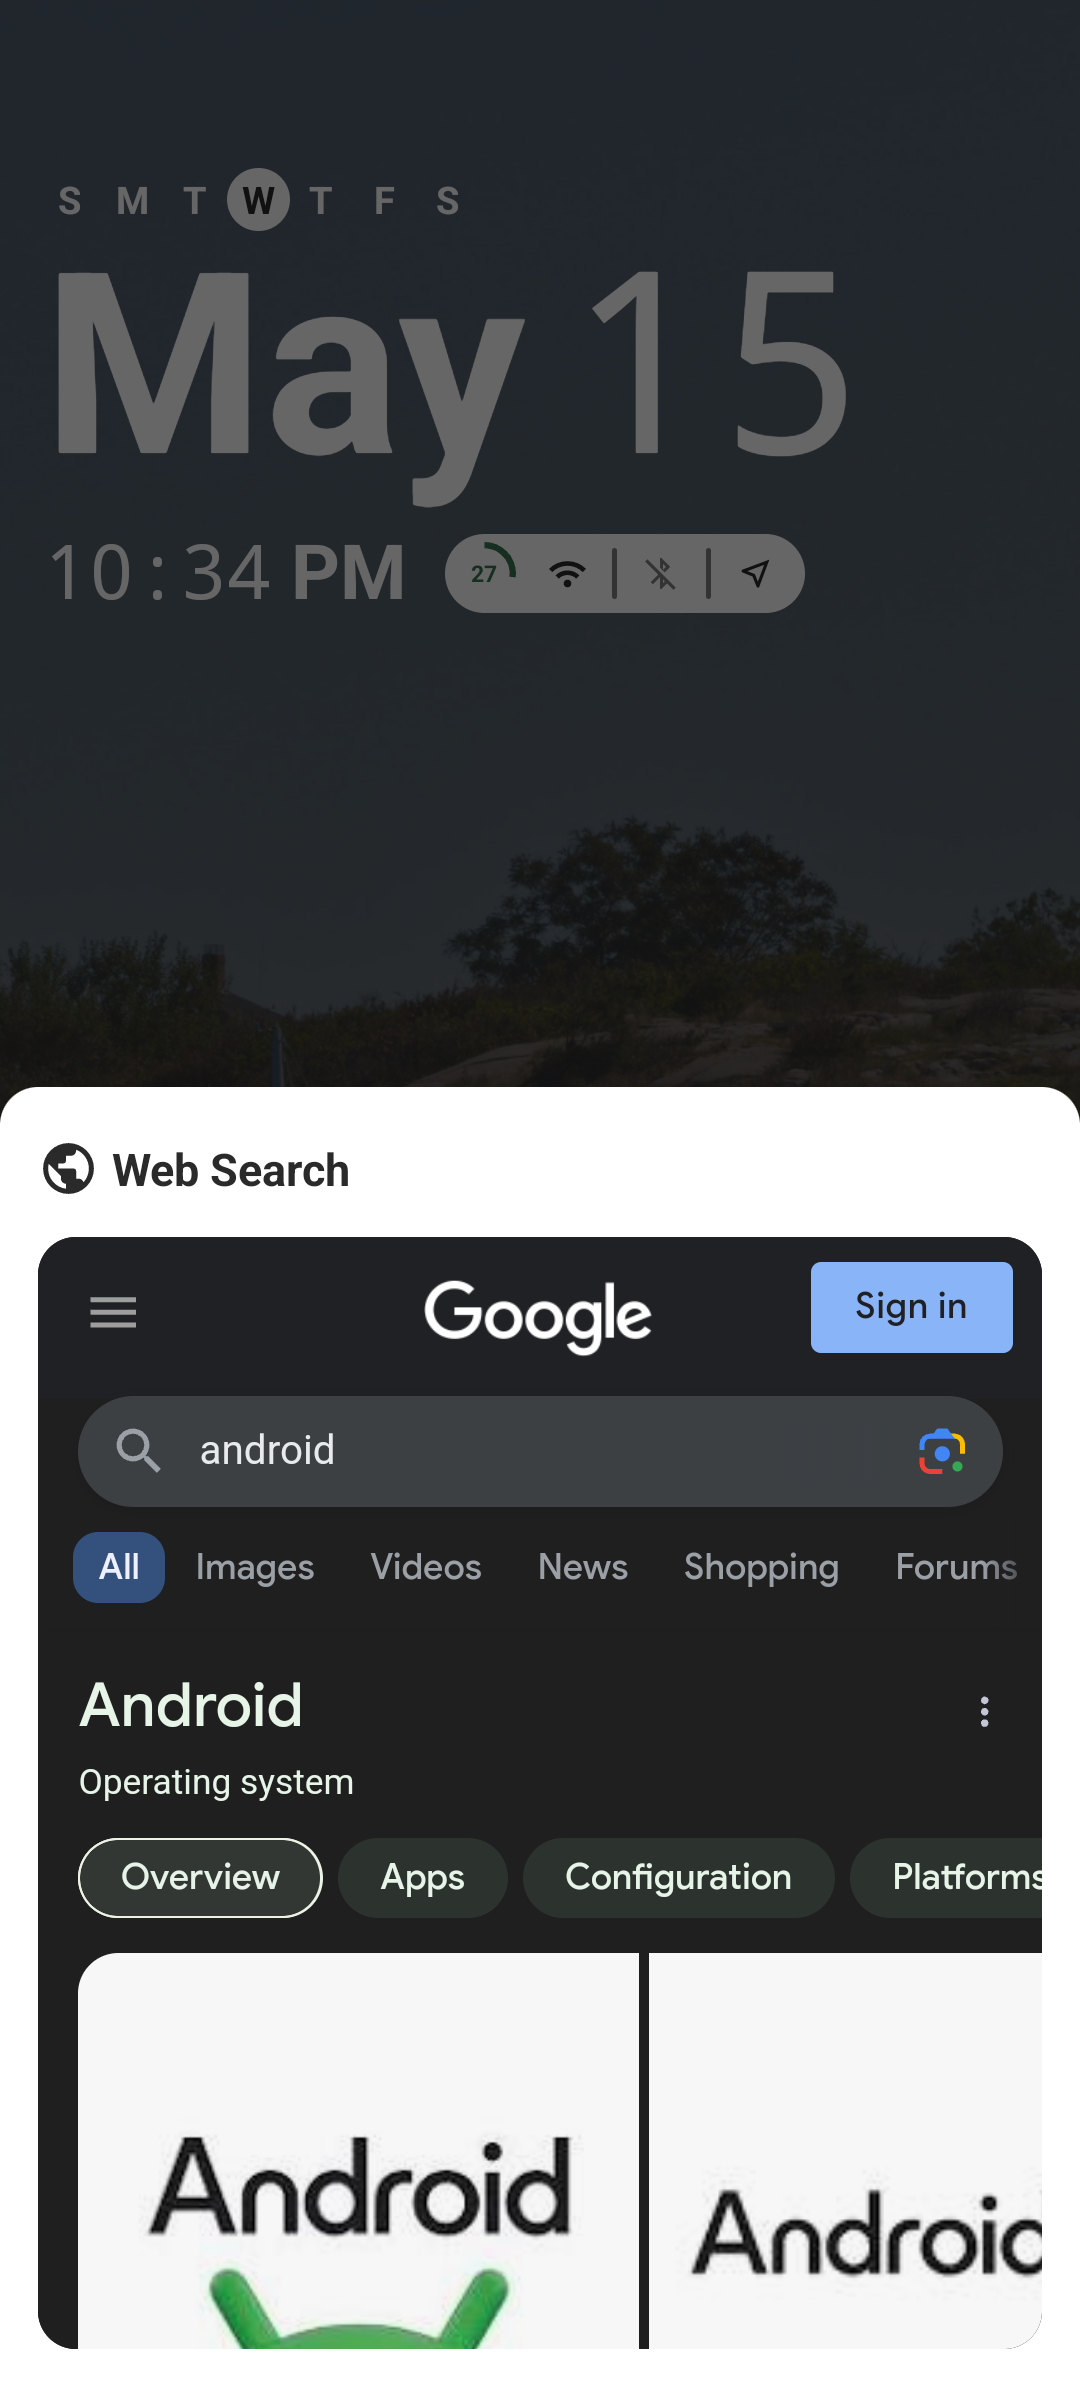 S M T W T F S
May 15
10:34 PM 27
Web Search
Google Sign in
android
All Images Videos News Shopping Forums
Android
Operating system
Overview Apps Configuration Platforms
Android Android